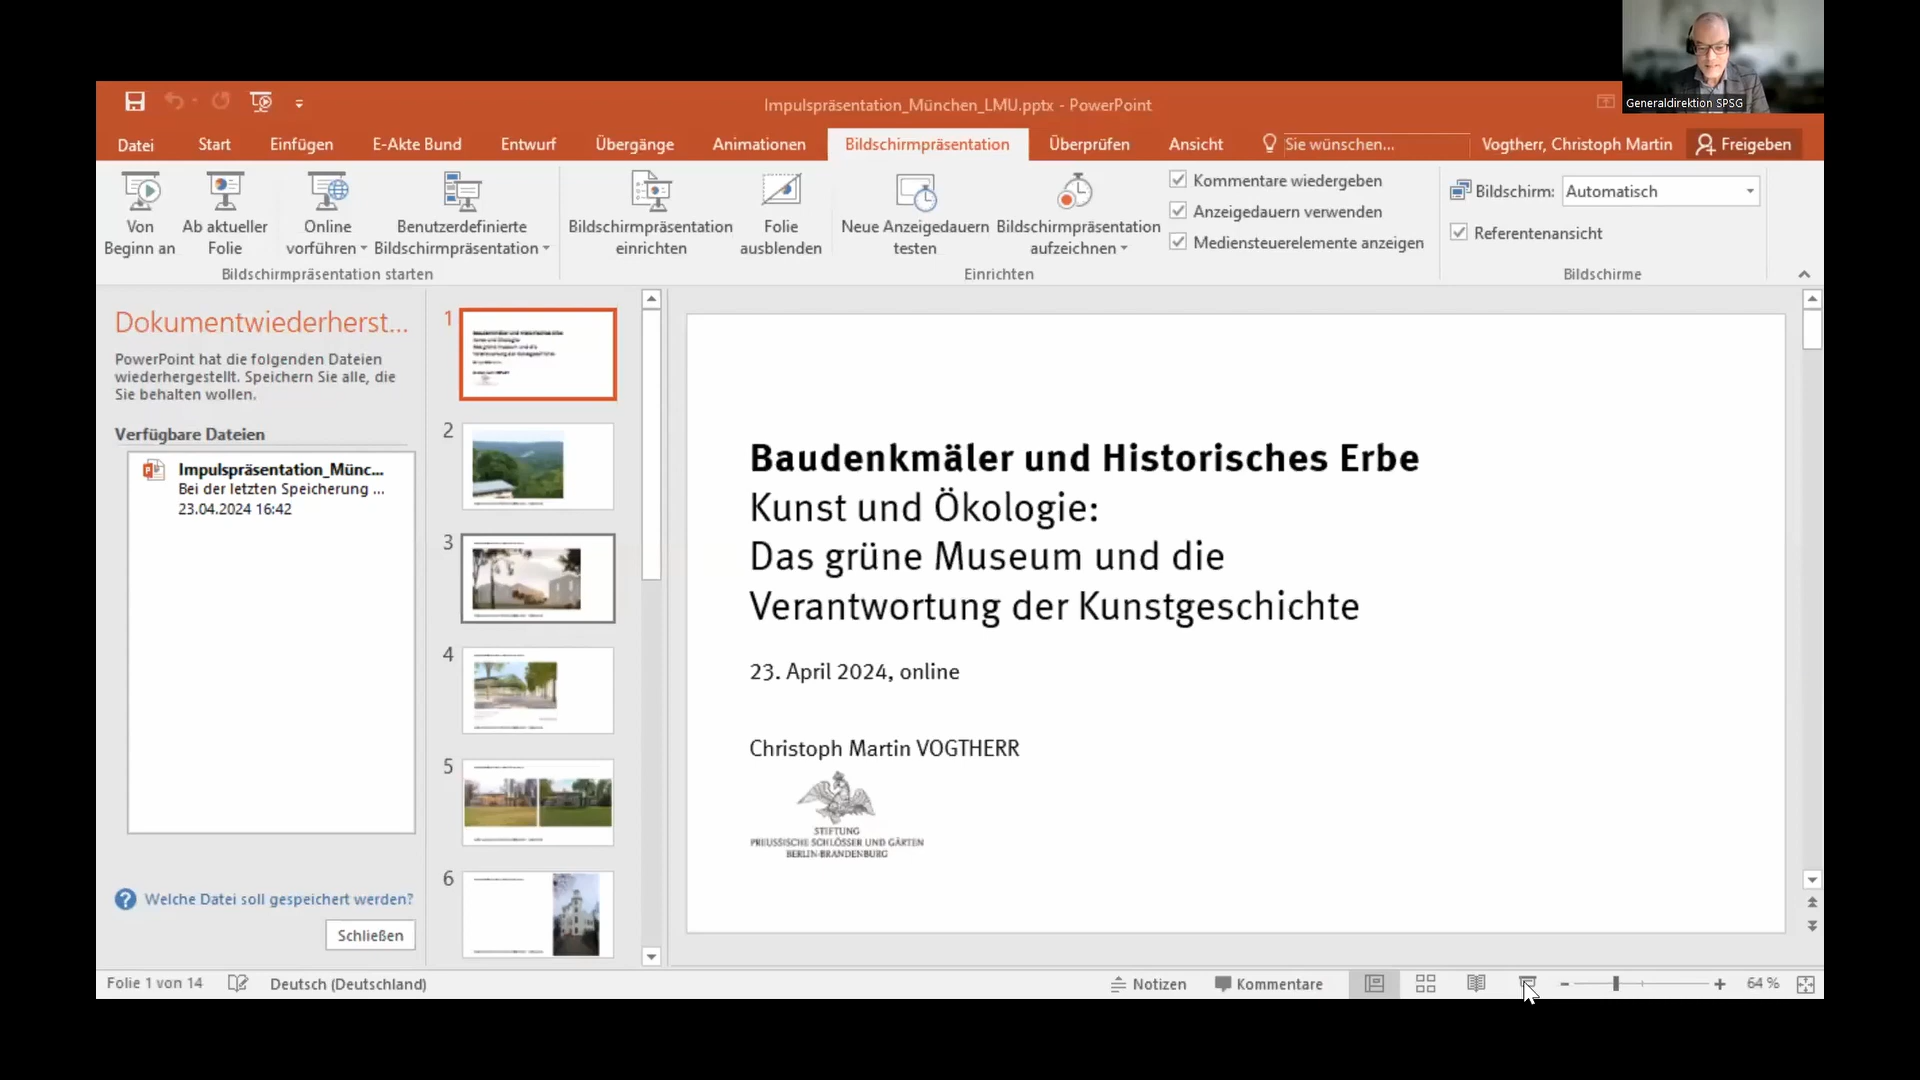 Generaldirektion SPSG
Impulspräsentation_München_LMU.pptx - PowerPoint
Datei Start Einfügen E-Akte Bund Entwurf Übergänge Animationen Bildschirmpräsentation Überprüfen Ansicht Sie wünschen... Vogtherr, Christoph Martin Freigeben
Von Beginn an
Ab aktueller Folie
Online vorführen
Benutzerdefinierte Bildschirmpräsentation
Bildschirmpräsentation starten
Bildschirmpräsentation einrichten
Folie ausblenden
Neue Anzeigedauern testen
Bildschirmpräsentation aufzeichnen
Kommentare wiedergeben
Anzeigedauern verwenden
Mediensteuerelemente anzeigen
Einrichten
Bildschirm: Automatisch
Referentenansicht
Bildschirme
Dokumentwiederherst...
PowerPoint hat die folgenden Dateien
wiederhergestellt. Speichern Sie alle, die
Sie behalten wollen.
Verfügbare Dateien
Impulspräsentation_Münc...
Bei der letzten Speicherung ...
23.04.2024 16:42
Welche Datei soll gespeichert werden?
Schließen
1
2
3
4
5
6
Baudenkmäler und Historisches Erbe
Kunst und Ökologie:
Das grüne Museum und die
Verantwortung der Kunstgeschichte
23. April 2024, online
Christoph Martin VOGTHERR
STIFTUNG
PREUSSISCHE SCHLÖSSER UND GÄRTEN
BERLIN-BRANDENBURG
Folie 1 von 14 Deutsch (Deutschland) Notizen Kommentare 64 %